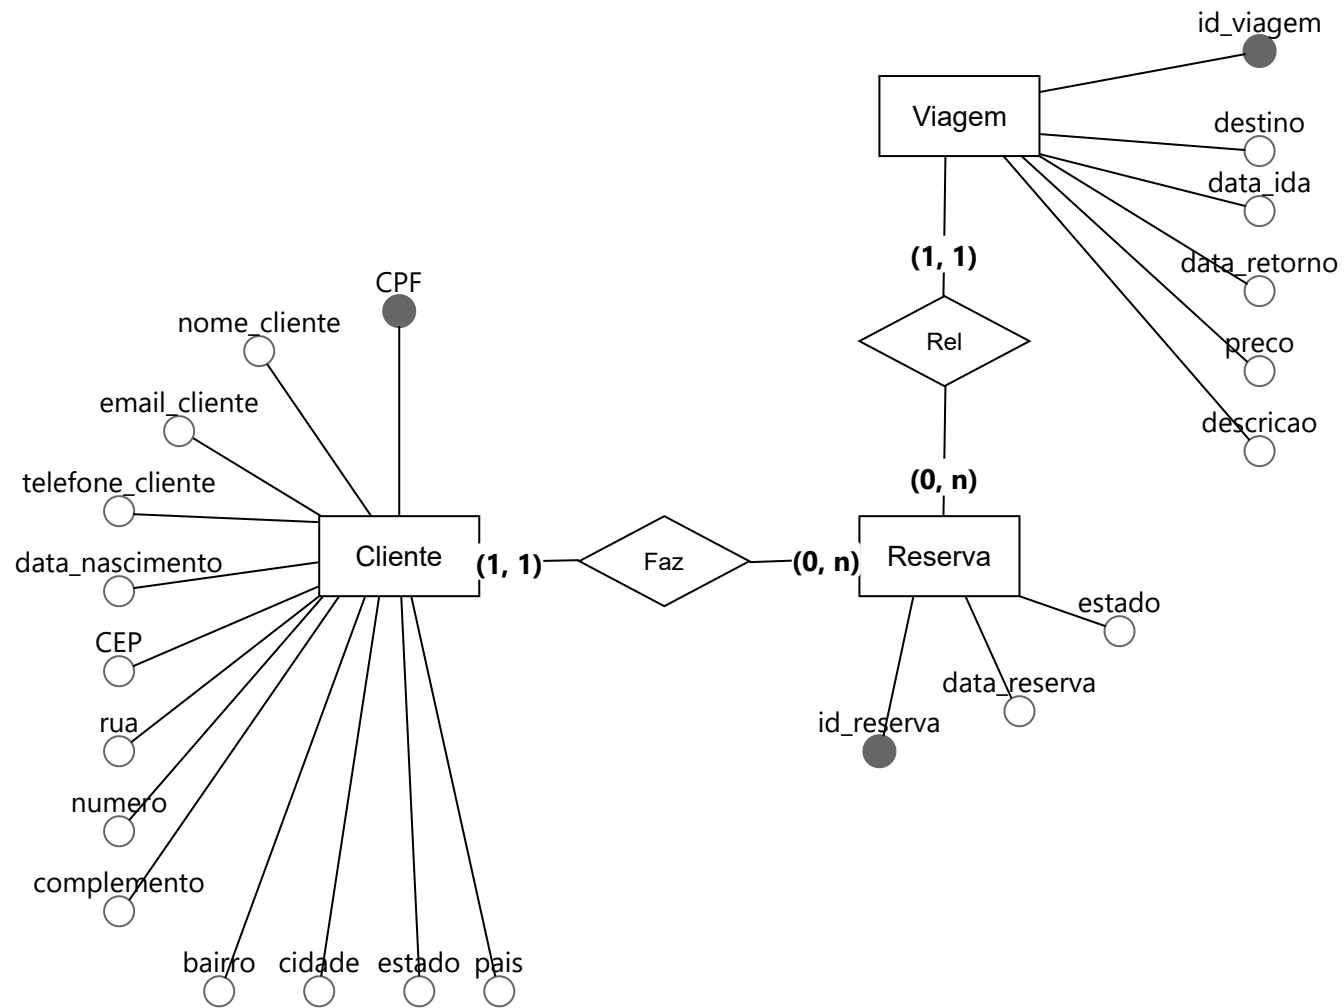 id_viagem
Viagem
destino
data_ida
(1, 1)
data_retorno
CPF
nome_cliente
Rel
preco
email_cliente
descricao
telefone_cliente
(0, n)
Cliente
(1, 1)
Faz
(0, n)
Reserva
data_nascimento
estado
CEP
data_reserva
rua
id_reserva
numero
complemento
bairro
cidade
estado
pais